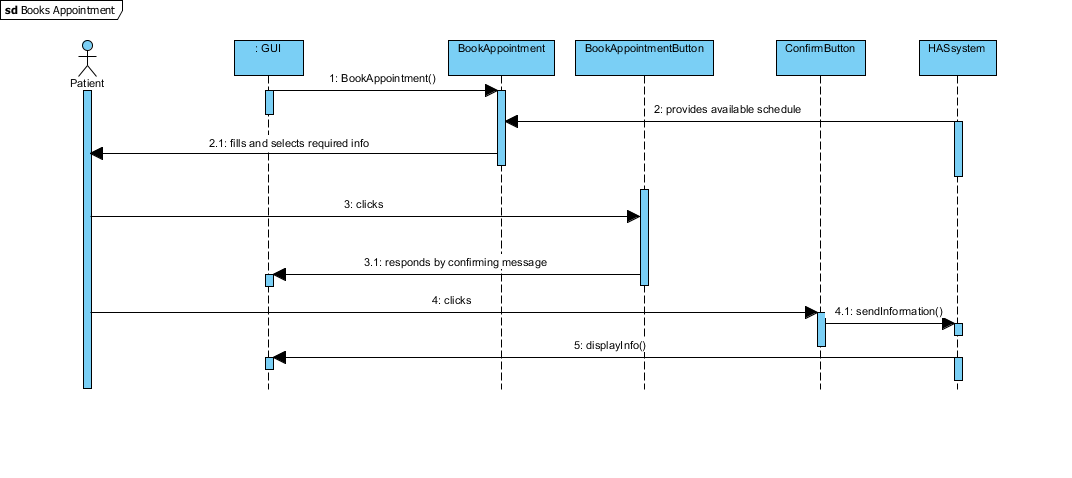 sd Books Appointment
Patient
: GUI
BookAppointment
BookAppointmentButton
ConfirmButton
HASsystem
1: BookAppointment()
2: provides available schedule
2.1: fills and selects required info
3: clicks
3.1: responds by confirming message
4: clicks
4.1: sendInformation()
5: displayInfo()